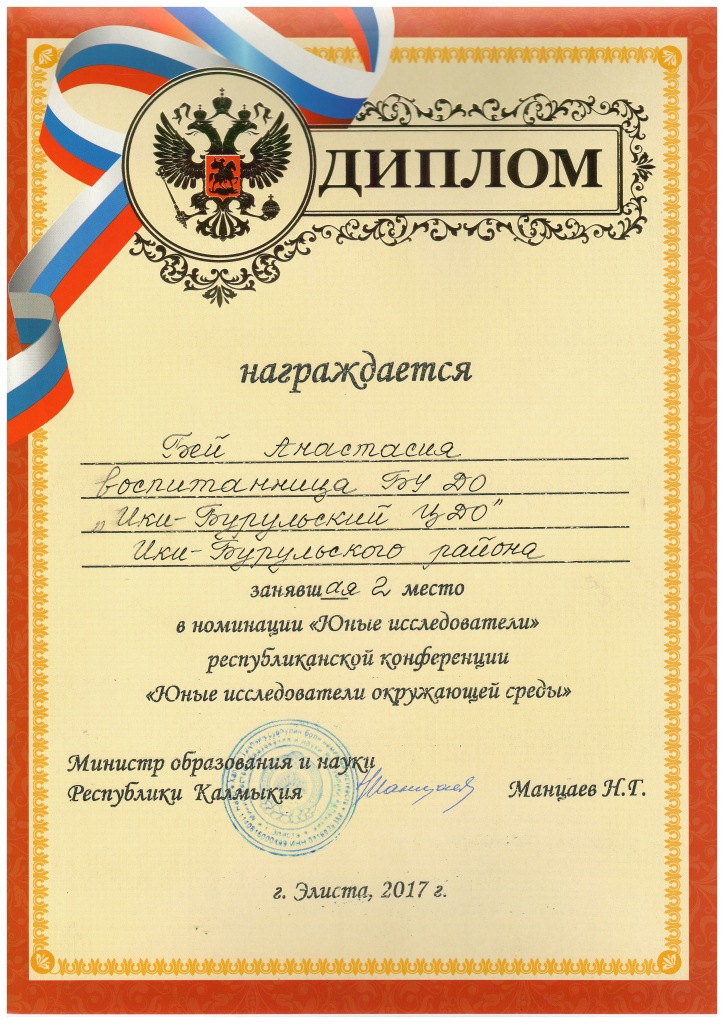 ДИПЛОМ
награждается
Бей Анастасия
воспитанница БУ ДО
„Ики-Бурульский ЦДО"
Ики-Бурульского района
занявшая 2 место
в номинации «Юные исследователи»
республиканской конференции
«Юные исследователи окружающей среды»
Министр образования и науки
Республики Калмыкия Манцаев Н.Г.
г. Элиста, 2017 г.